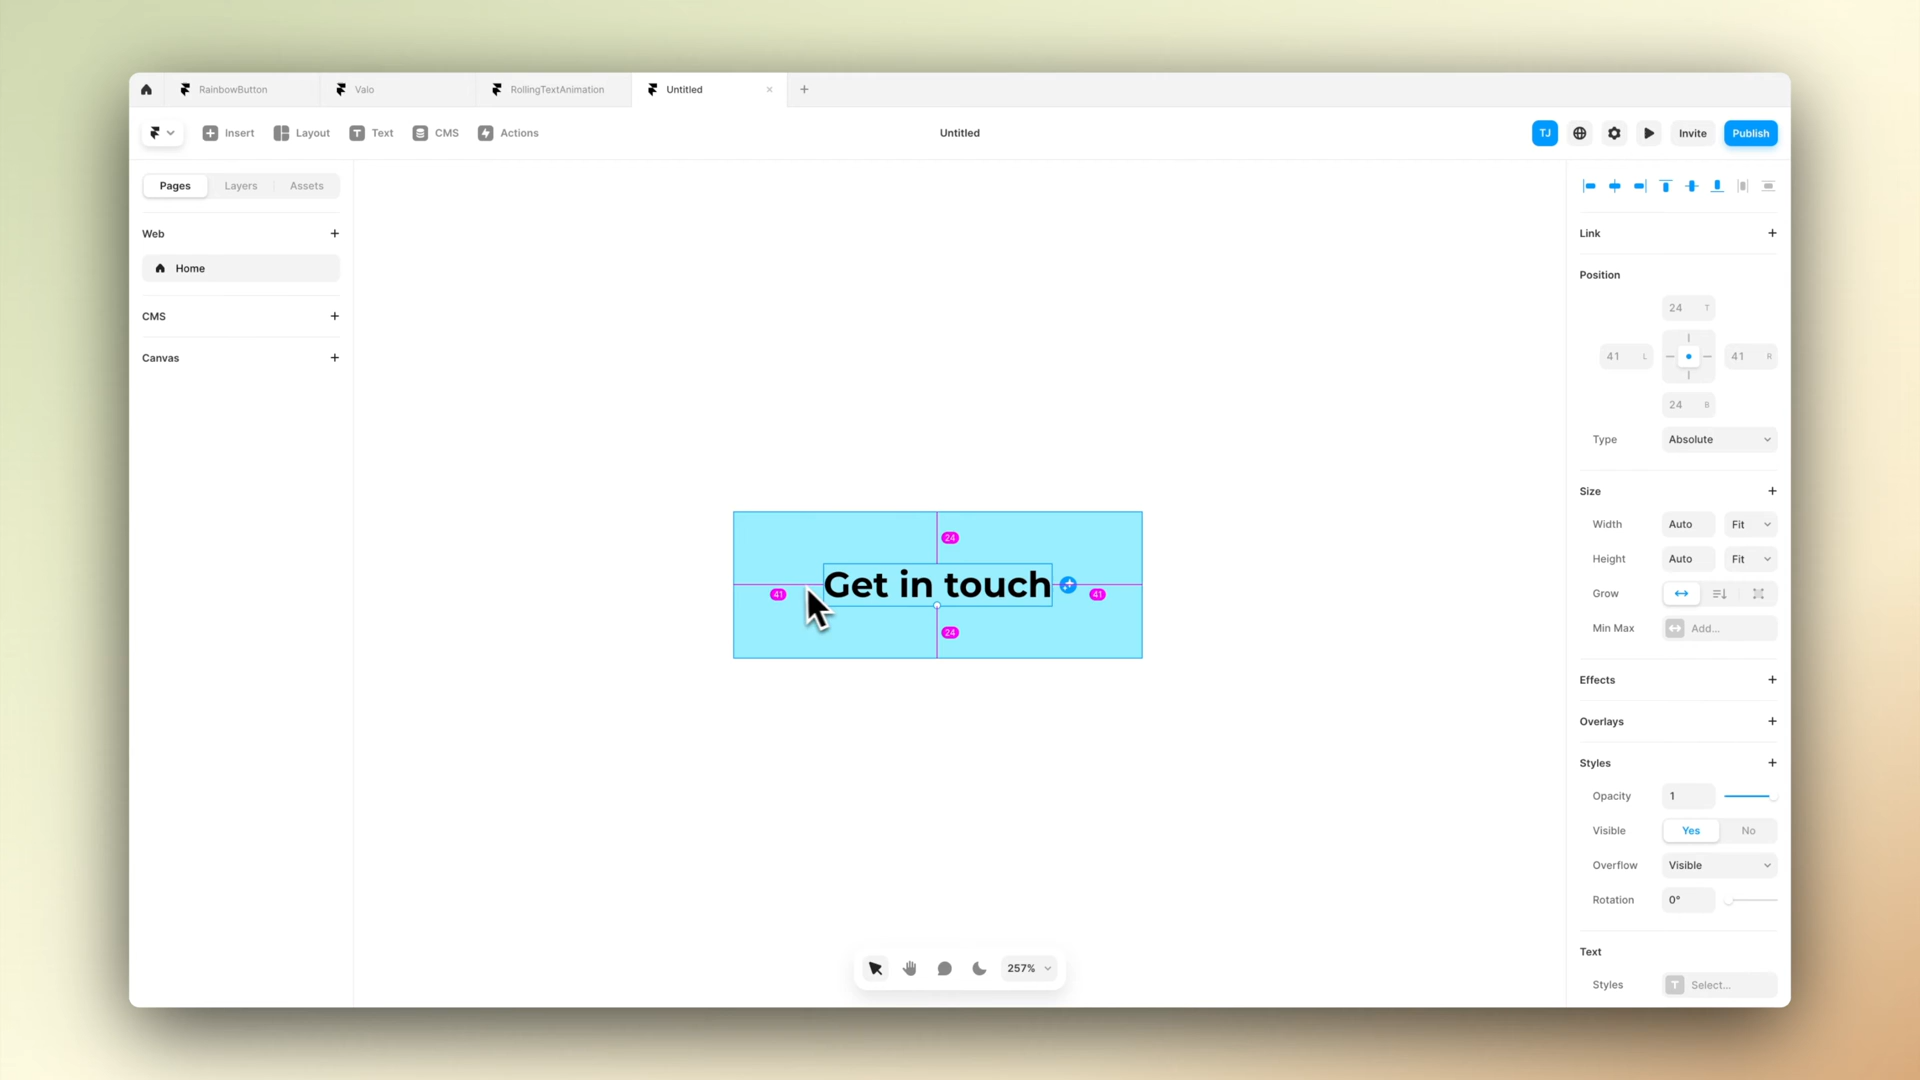 RainbowButton
Valo
RollingTextAnimation
Untitled
Insert
Layout
Text
CMS
Actions
Untitled
TJ
Invite
Publish
Pages
Layers
Assets
Web
Home
CMS
Canvas
24
Get in touch
41
41
24
257%
Link
Position
24 T
41 L
41 R
24 B
Type Absolute
Size
Width Auto Fit
Height Auto Fit
Grow
Min Max Add...
Effects
Overlays
Styles
Opacity 1
Visible Yes No
Overflow Visible
Rotation 0°
Text
Styles T Select...